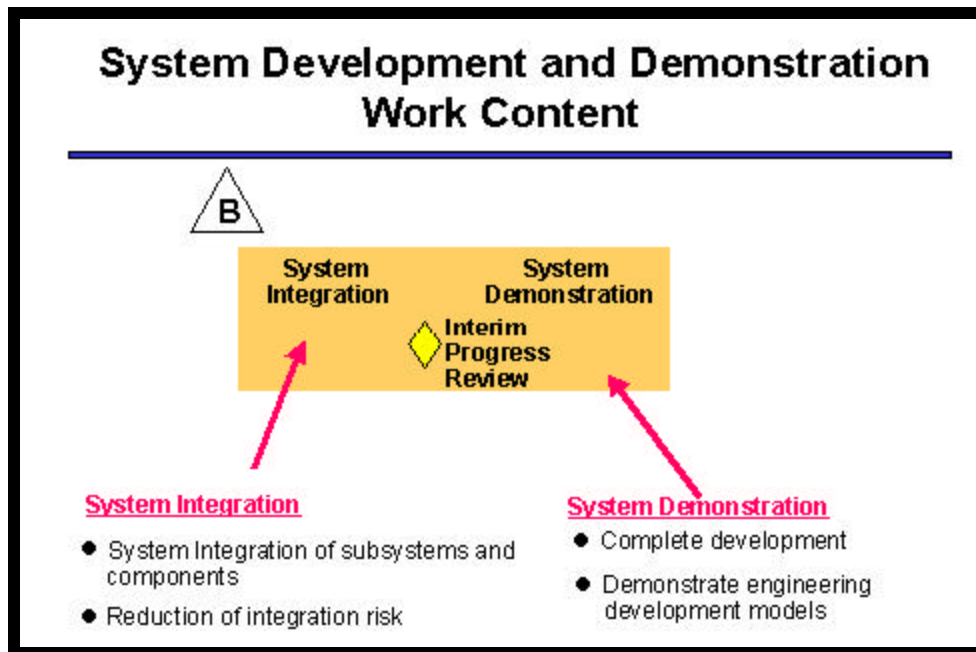 System Development and Demonstration
Work Content
B
System
Integration
System
Demonstration
Interim
Progress
Review
System Integration
● System Integration of subsystems and
components
● Reduction of integration risk
System Demonstration
● Complete development
● Demonstrate engineering
development models